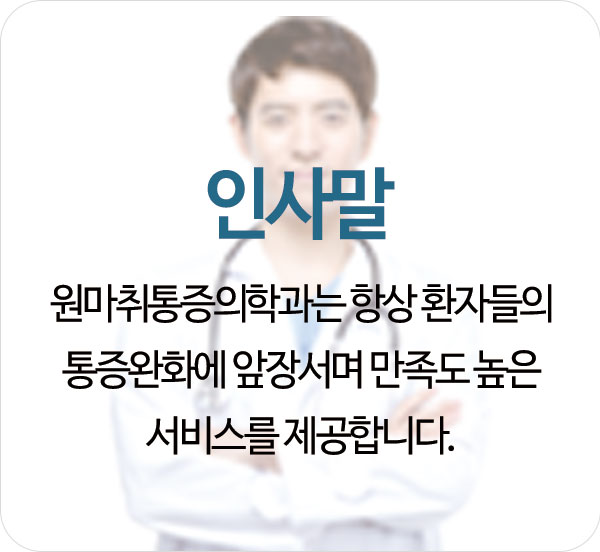 인사말
원마취통증의학과는 항상 환자들의
통증완화에 앞장서며 만족도 높은
서비스를 제공합니다.